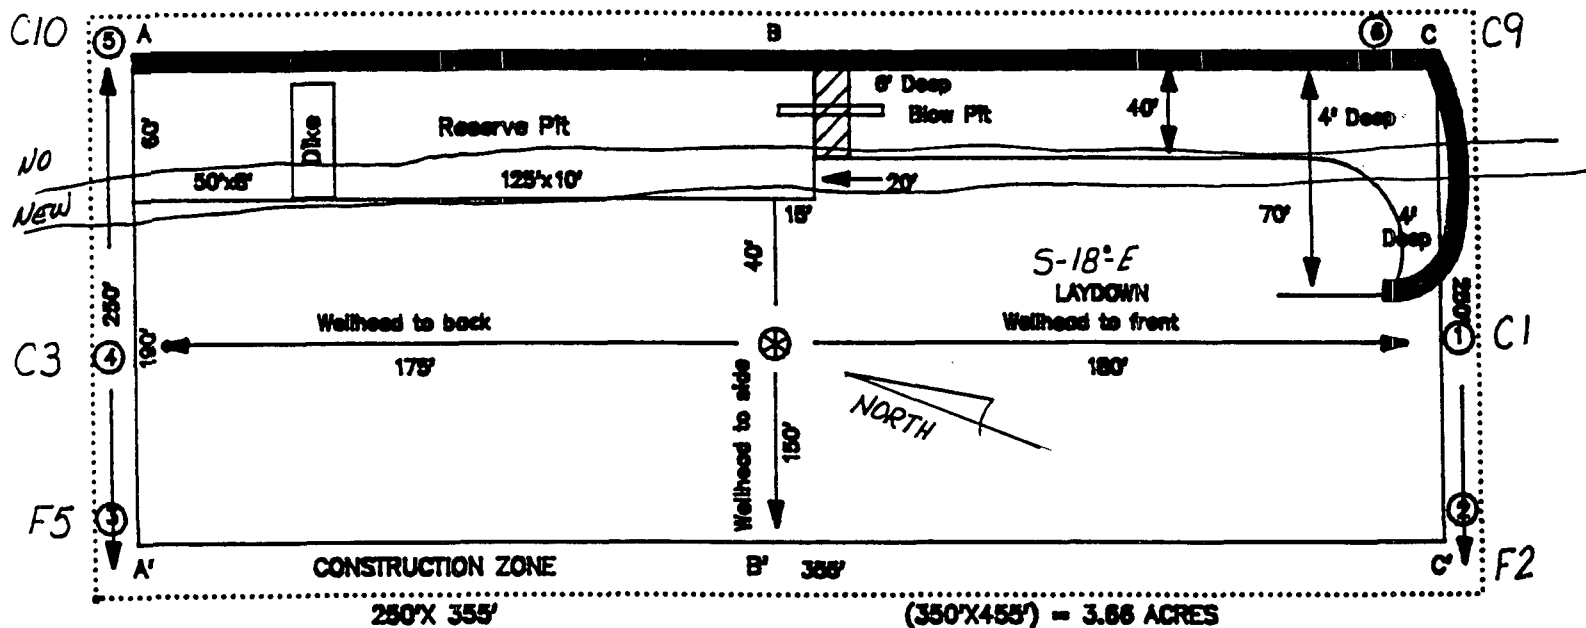 C10 ⑤ A B ⑥ C C9
6' Deep
Blow Pit
40'
4' Deep
60'
Dike
Reserve Pit
NO
50'x8'
125'x10'
20'
NEW
15'
70'
4'
Deep
40'
S-18°-E
LAYDOWN
250'
Wellhead to back
Wellhead to front
250'
C3 ④ 190'
175'
180'
① C1
Wellhead to side
150'
NORTH
F5 ③
② F2
A' CONSTRUCTION ZONE B' 355' C'
250'X 355' (350'X455') = 3.66 ACRES